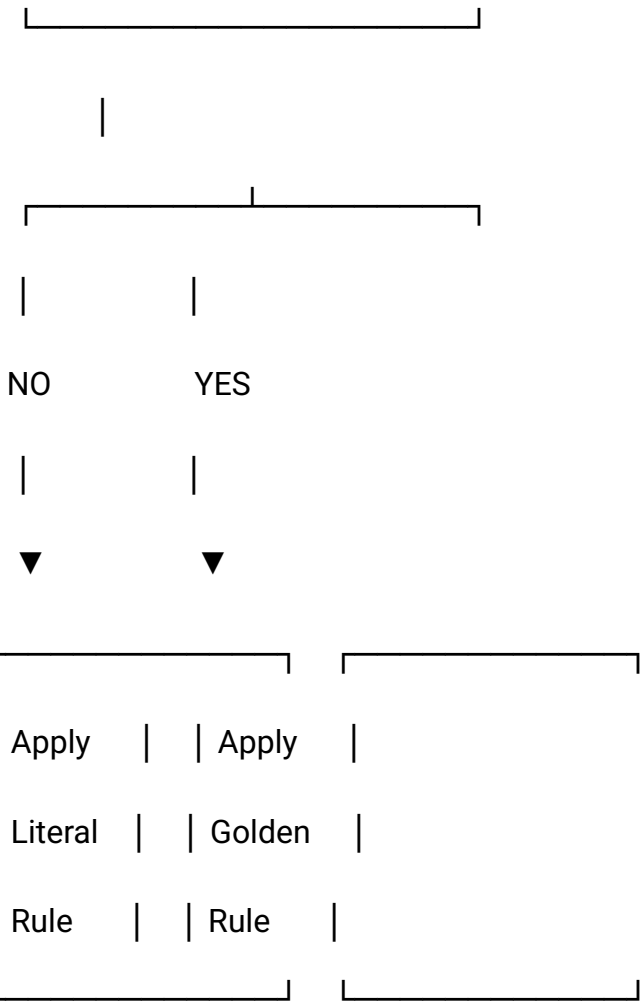 └─────────────────────────┘
│
┌────────────┴────────────┐
│ │
NO YES
│ │
▼ ▼
────────────────┐ ┌────────────────┐
Apply │ │ Apply │
Literal │ │ Golden │
Rule │ │ Rule │
────────────────┘ └────────────────┘